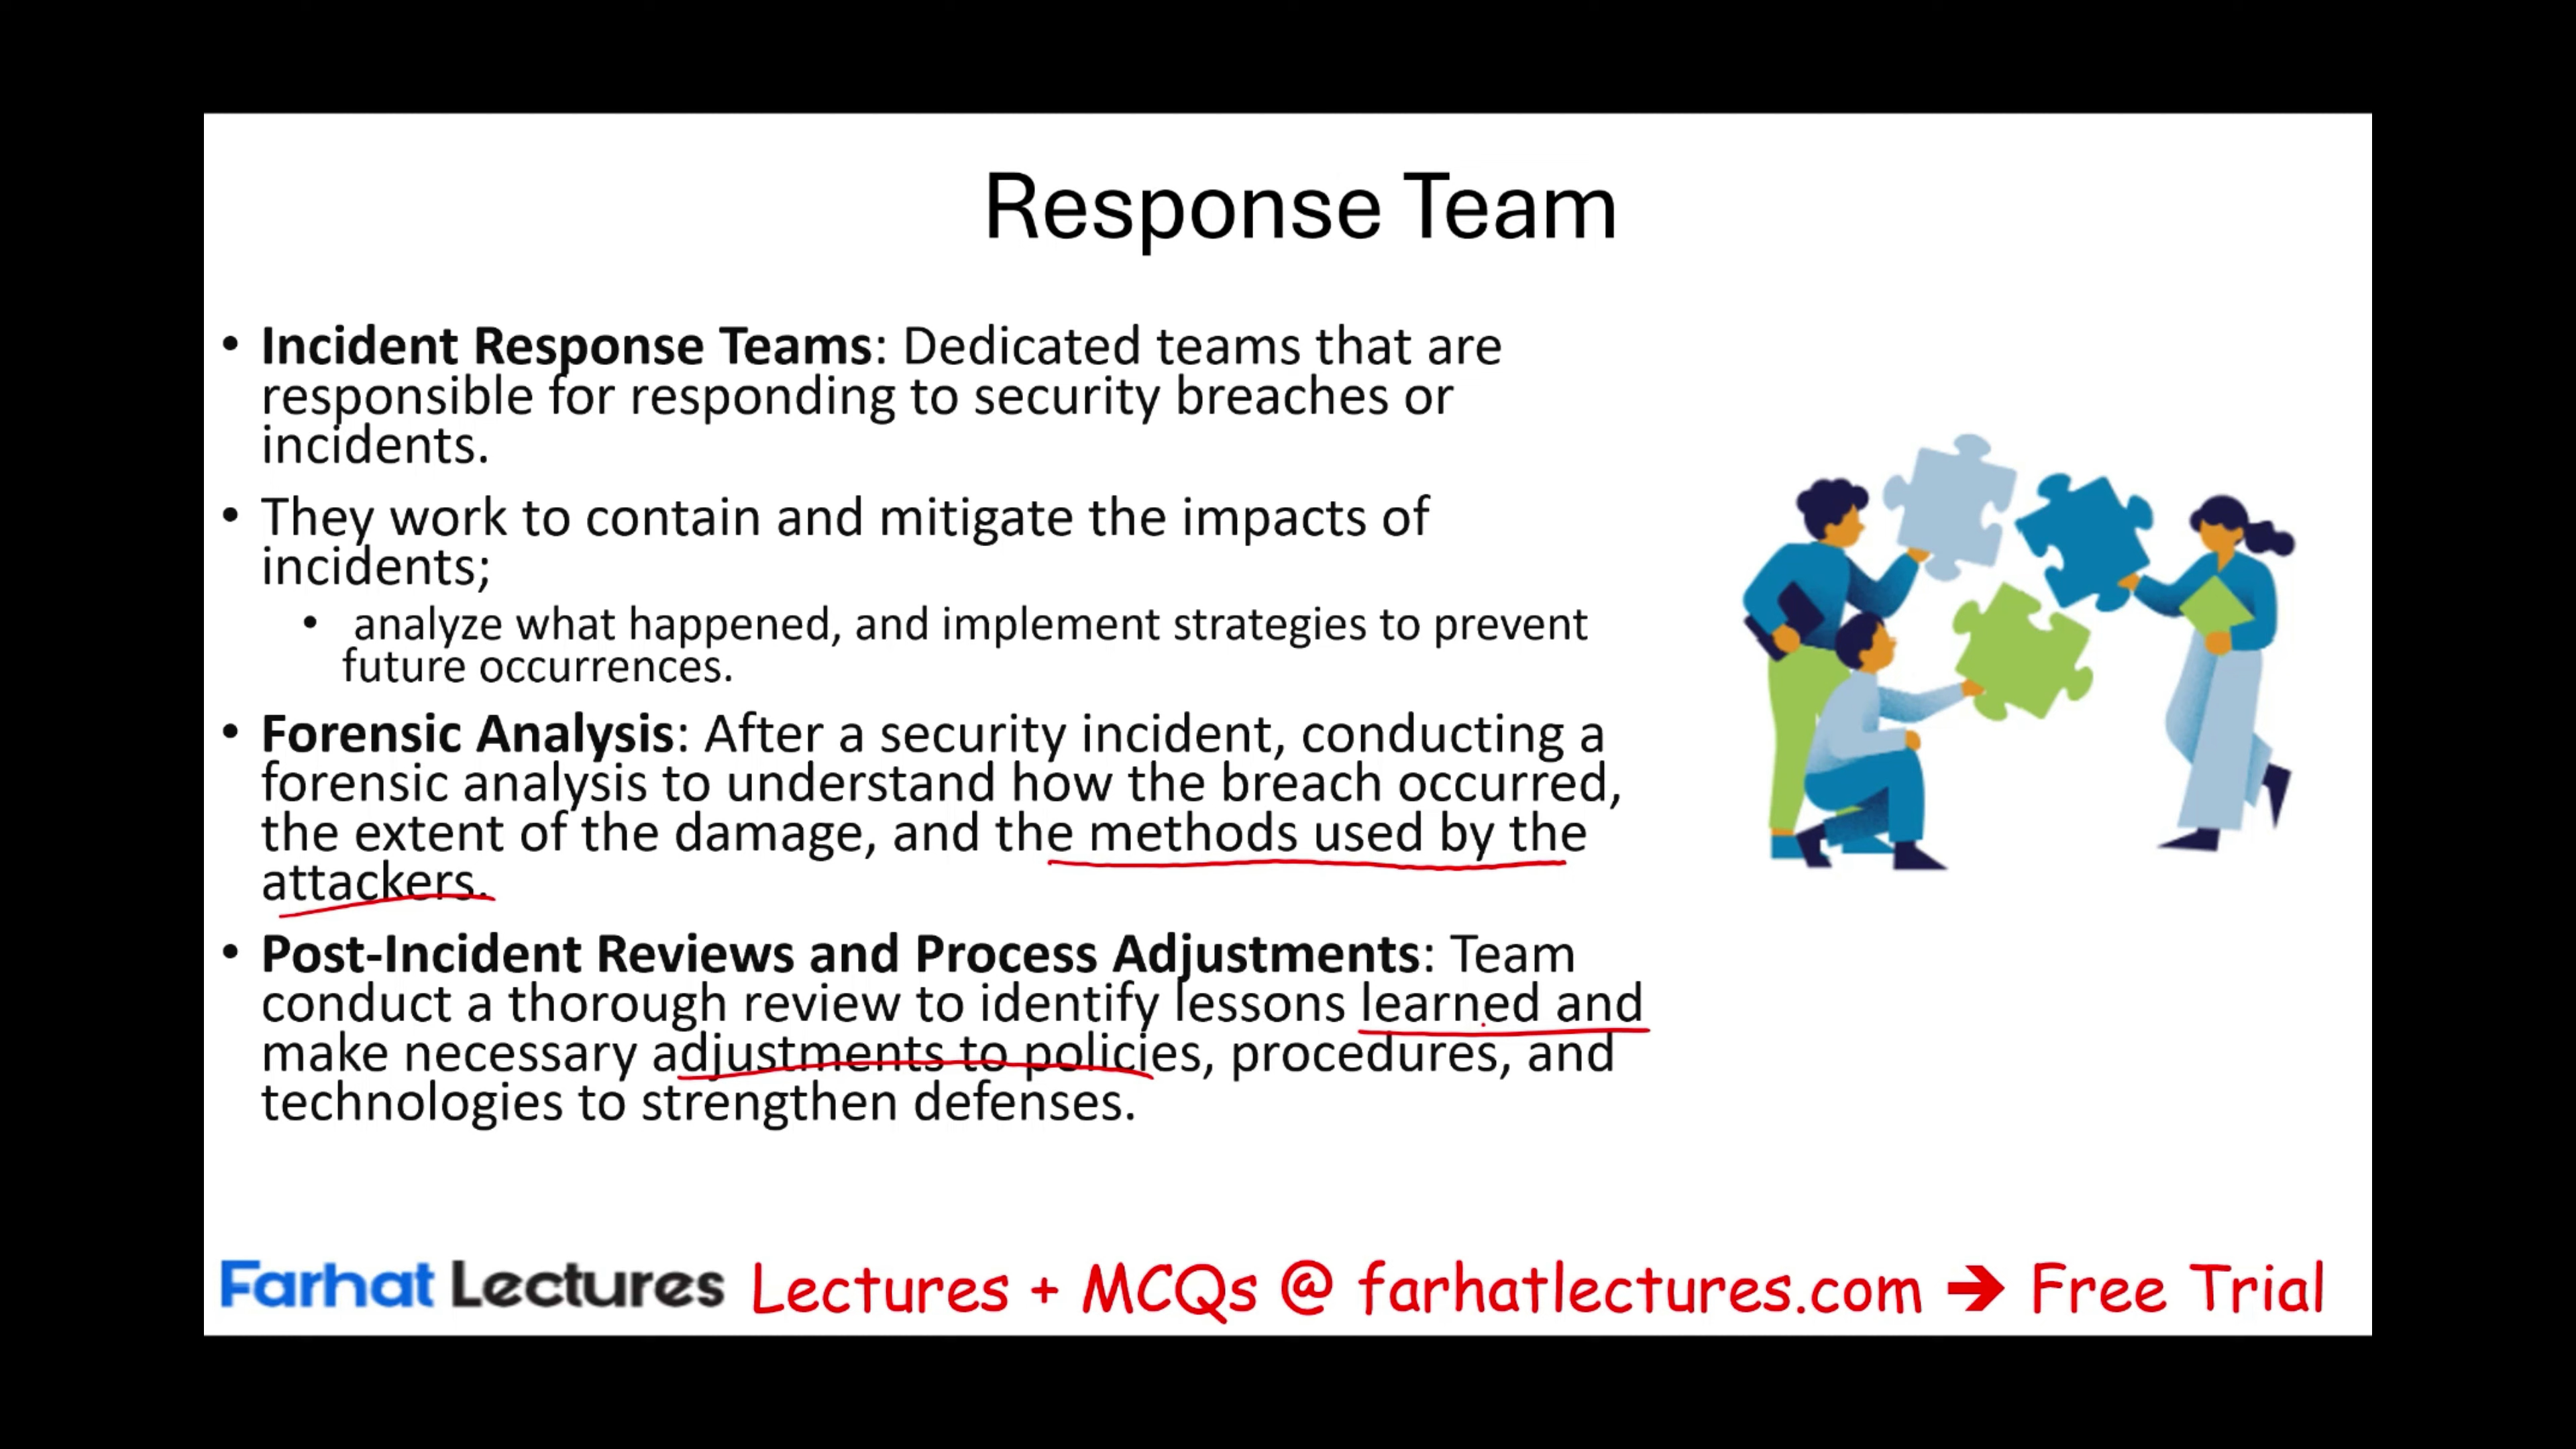 Response Team
• Incident Response Teams: Dedicated teams that are
responsible for responding to security breaches or
incidents.
• They work to contain and mitigate the impacts of
incidents;
• analyze what happened, and implement strategies to prevent
future occurrences.
• Forensic Analysis: After a security incident, conducting a
forensic analysis to understand how the breach occurred,
the extent of the damage, and the methods used by the
attackers.
• Post-Incident Reviews and Process Adjustments: Team
conduct a thorough review to identify lessons learned and
make necessary adjustments to policies, procedures, and
technologies to strengthen defenses.
Farhat Lectures Lectures + MCQs @ farhatlectures.com ➔ Free Trial